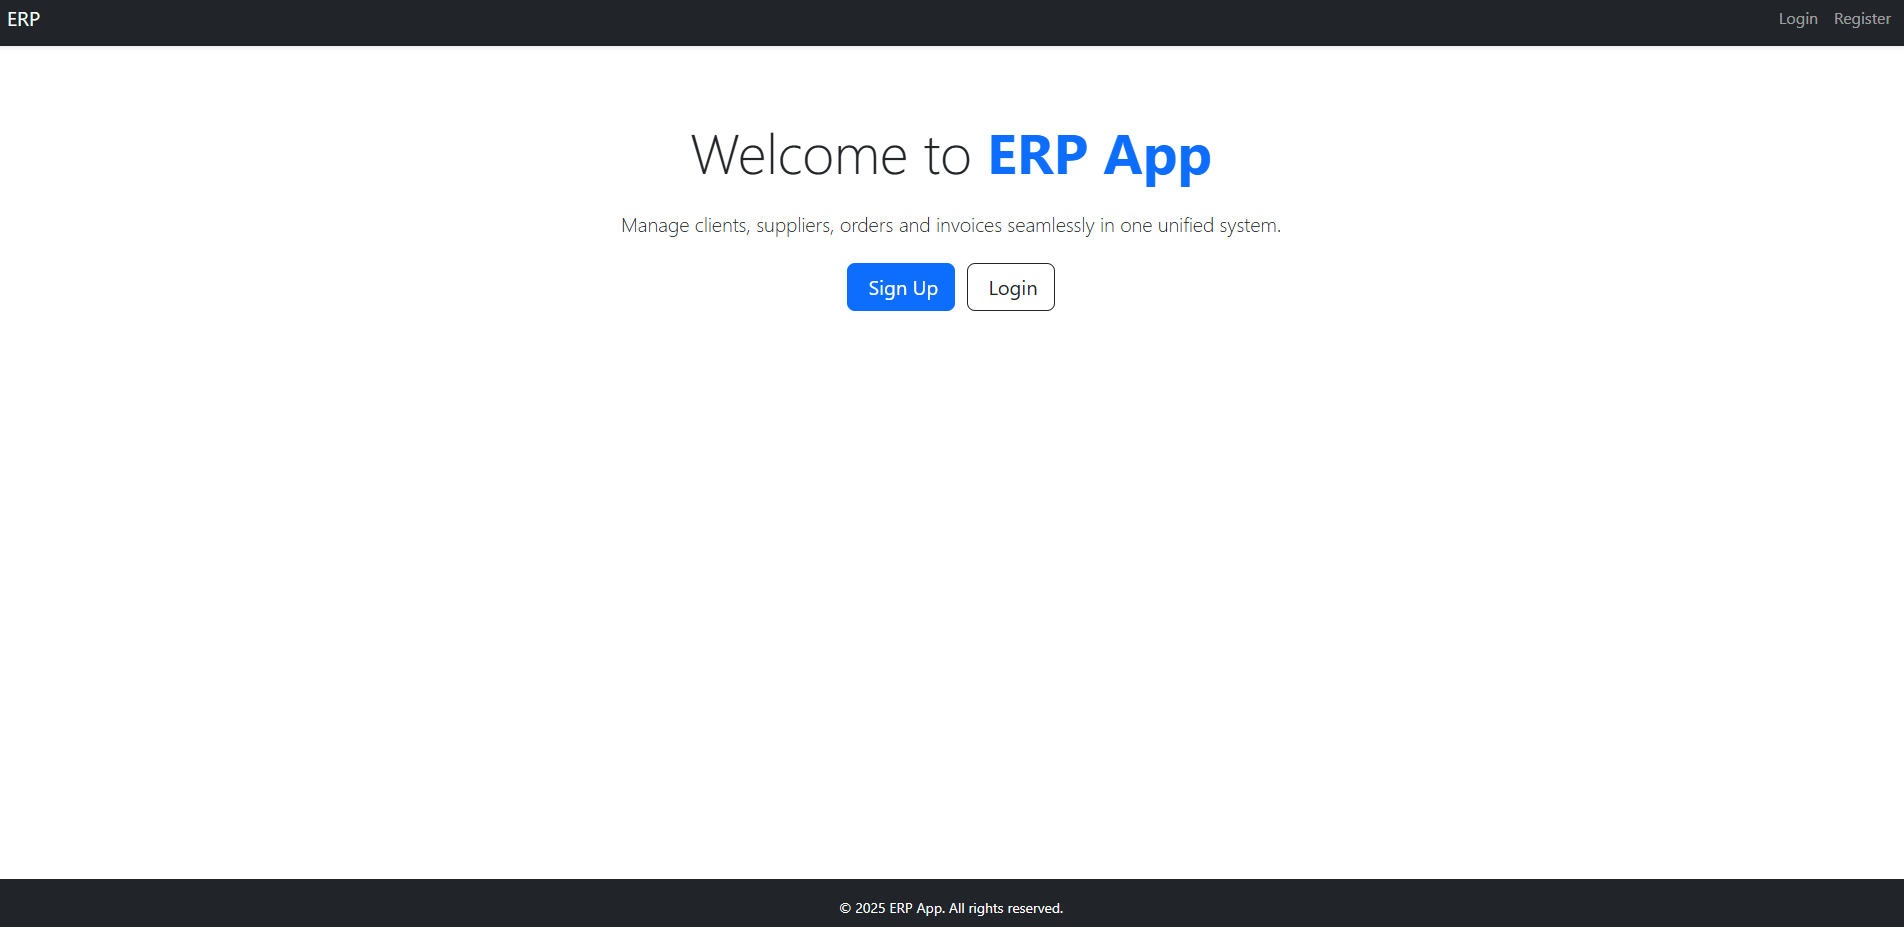 ERP
Login Register
Welcome to ERP App
Manage clients, suppliers, orders and invoices seamlessly in one unified system.
Sign Up Login
© 2025 ERP App. All rights reserved.